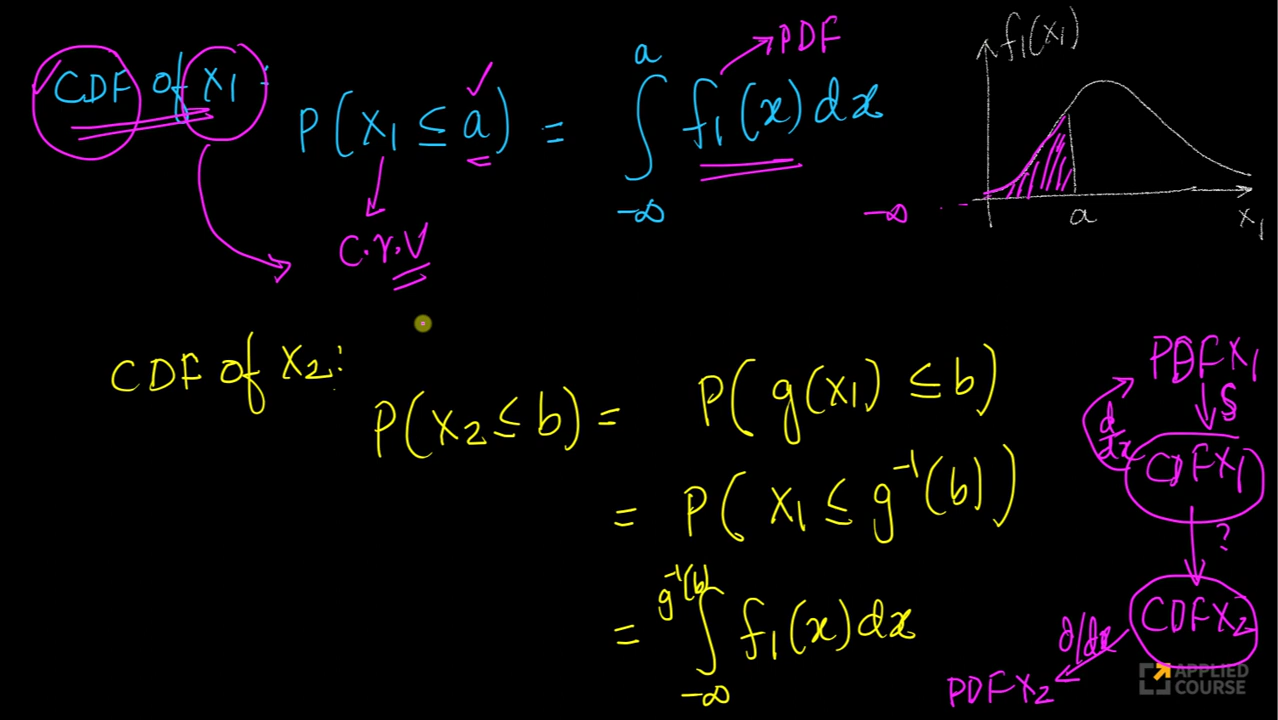 CDF of X₁:
P(X₁ ≤ a) = ∫_{-∞}^{a} f₁(x) dx
PDF
C.r.V
f₁(x₁)
-∞
a
x₁
CDF of X₂:
P(X₂ ≤ b) = P(g(X₁) ≤ b)
= P(X₁ ≤ g⁻¹(b))
= ∫_{-∞}^{g⁻¹(b)} f₁(x) dx
PDF X₁
d/dx
∫
CDF X₁
?
CDF X₂
d/dx
PDF X₂
APPLIED
COURSE